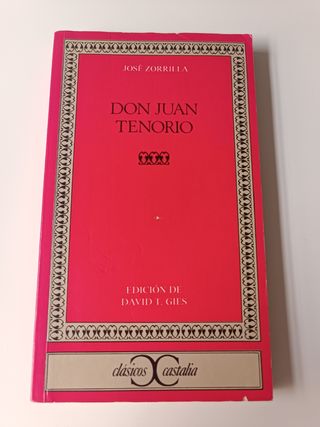 JOSÉ ZORRILLA
DON JUAN
TENORIO
EDICIÓN DE
DAVID T. GIES
clásicos castalia